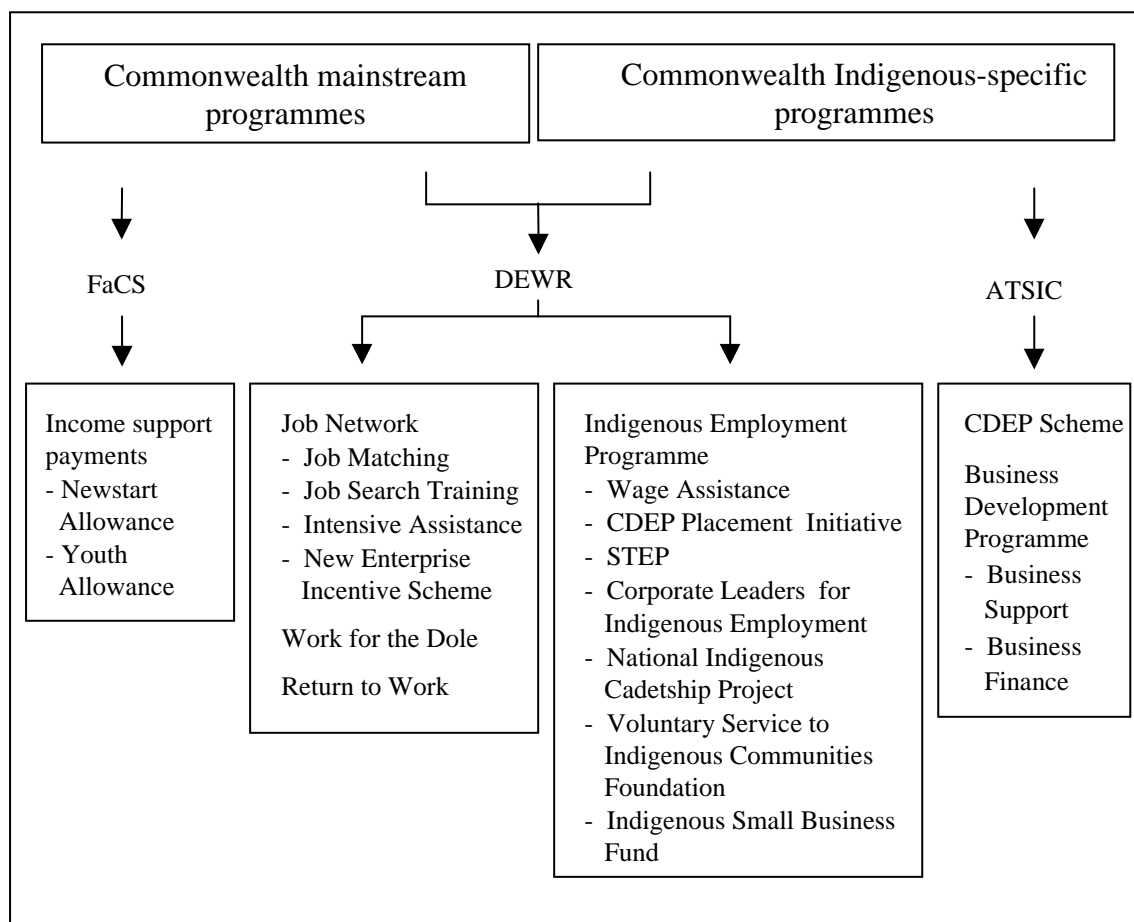 Commonwealth mainstream
programmes
Commonwealth Indigenous-specific
programmes
FaCS
DEWR
ATSIC
Income support
payments
- Newstart
Allowance
- Youth
Allowance
Job Network
- Job Matching
- Job Search Training
- Intensive Assistance
- New Enterprise
Incentive Scheme
Work for the Dole
Return to Work
Indigenous Employment
Programme
- Wage Assistance
- CDEP Placement Initiative
- STEP
- Corporate Leaders for
Indigenous Employment
- National Indigenous
Cadetship Project
- Voluntary Service to
Indigenous Communities
Foundation
- Indigenous Small Business
Fund
CDEP Scheme
Business
Development
Programme
- Business
Support
- Business
Finance